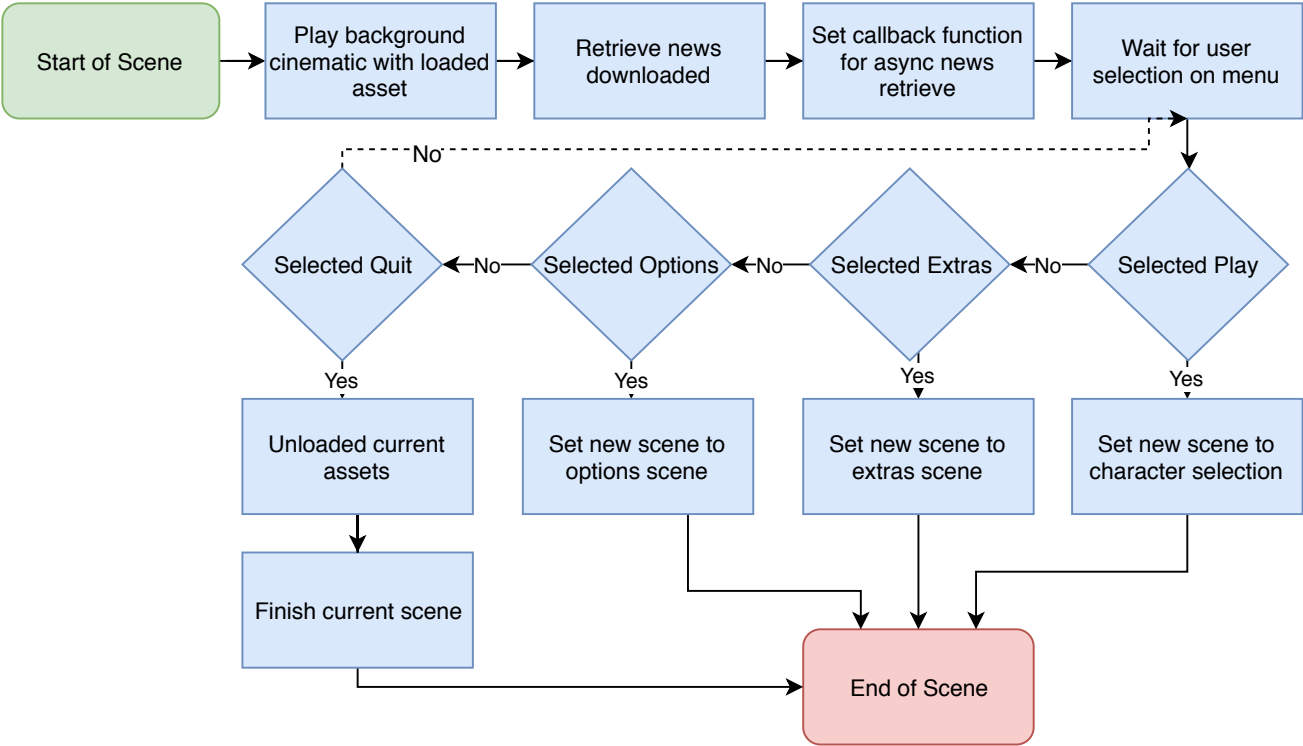 Start of Scene
Play background
cinematic with loaded
asset
Retrieve news
downloaded
Set callback function
for async news
retrieve
Wait for user
selection on menu
No
Selected Quit
No
Selected Options
No
Selected Extras
No
Selected Play
Yes
Yes
Yes
Yes
Unloaded current
assets
Set new scene to
options scene
Set new scene to
extras scene
Set new scene to
character selection
Finish current scene
End of Scene